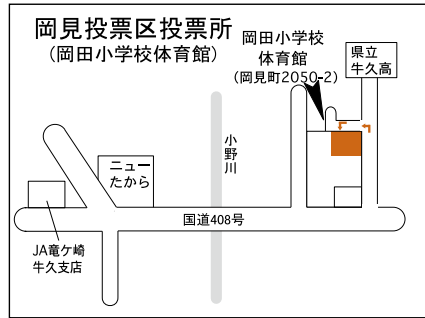 岡見投票区投票所
(岡田小学校体育館)
岡田小学校
体育館
(岡見町2050-2)
県立
牛久高
ニュー
たから
小野川
国道408号
JA竜ケ崎
牛久支店